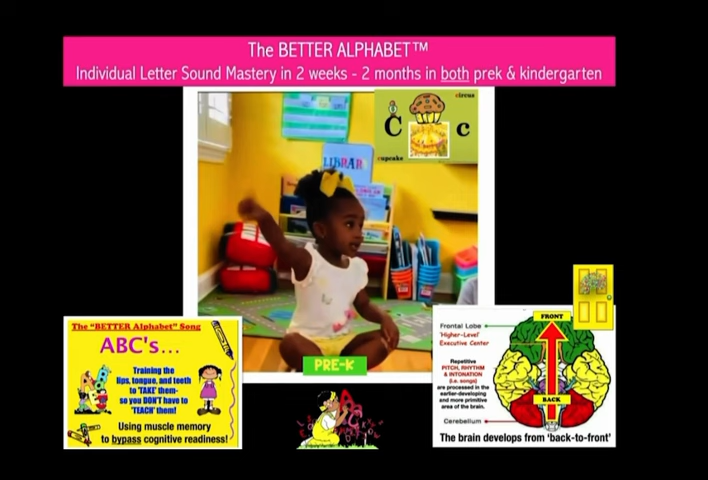 The BETTER ALPHABET™
Individual Letter Sound Mastery in 2 weeks - 2 months in both prek & kindergarten
circus
C c
cupcake
LIBRARY
PRE-K
The "BETTER Alphabet" Song
ABC's...
Training the
lips, tongue, and teeth
to 'TAKE' them-
so you DON'T have to
'TEACH' them!
Using muscle memory
to bypass cognitive readiness!
FRONT
Frontal Lobe
'Higher-Level'
Executive Center
Repetitive
PITCH, RHYTHM
& INTONATION
(i.e. songs)
are processed in the
earlier-developing
and more primitive
area of the brain.
BACK
Cerebellum
The brain develops from 'back-to-front'